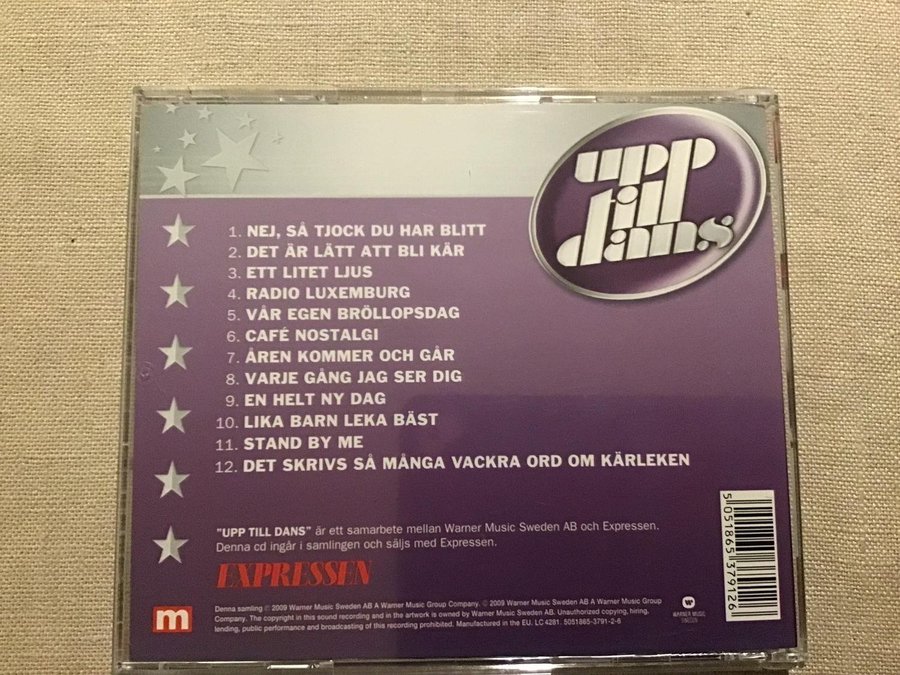 upp
till
dans
1. NEJ, SÅ TJOCK DU HAR BLITT
2. DET ÄR LÄTT ATT BLI KÄR
3. ETT LITET LJUS
4. RADIO LUXEMBURG
5. VÅR EGEN BRÖLLOPSDAG
6. CAFÉ NOSTALGI
7. ÅREN KOMMER OCH GÅR
8. VARJE GÅNG JAG SER DIG
9. EN HELT NY DAG
10. LIKA BARN LEKA BÄST
11. STAND BY ME
12. DET SKRIVS SÅ MÅNGA VACKRA ORD OM KÄRLEKEN
"UPP TILL DANS" är ett samarbete mellan Warner Music Sweden AB och Expressen.
Denna cd ingår i samlingen och säljs med Expressen.
EXPRESSEN
m
Denna samling ℗ 2009 Warner Music Sweden AB A Warner Music Group Company. © 2009 Warner Music Sweden AB A Warner Music Group
Company. The copyright in this sound recording and in the artwork is owned by Warner Music Sweden AB. Unauthorized copying, hiring,
lending, public performance and broadcasting of this recording prohibited. Manufactured in the EU. LC 4281. 5051865-3791-2-6
WARNER MUSIC
SWEDEN
5 051865 379126